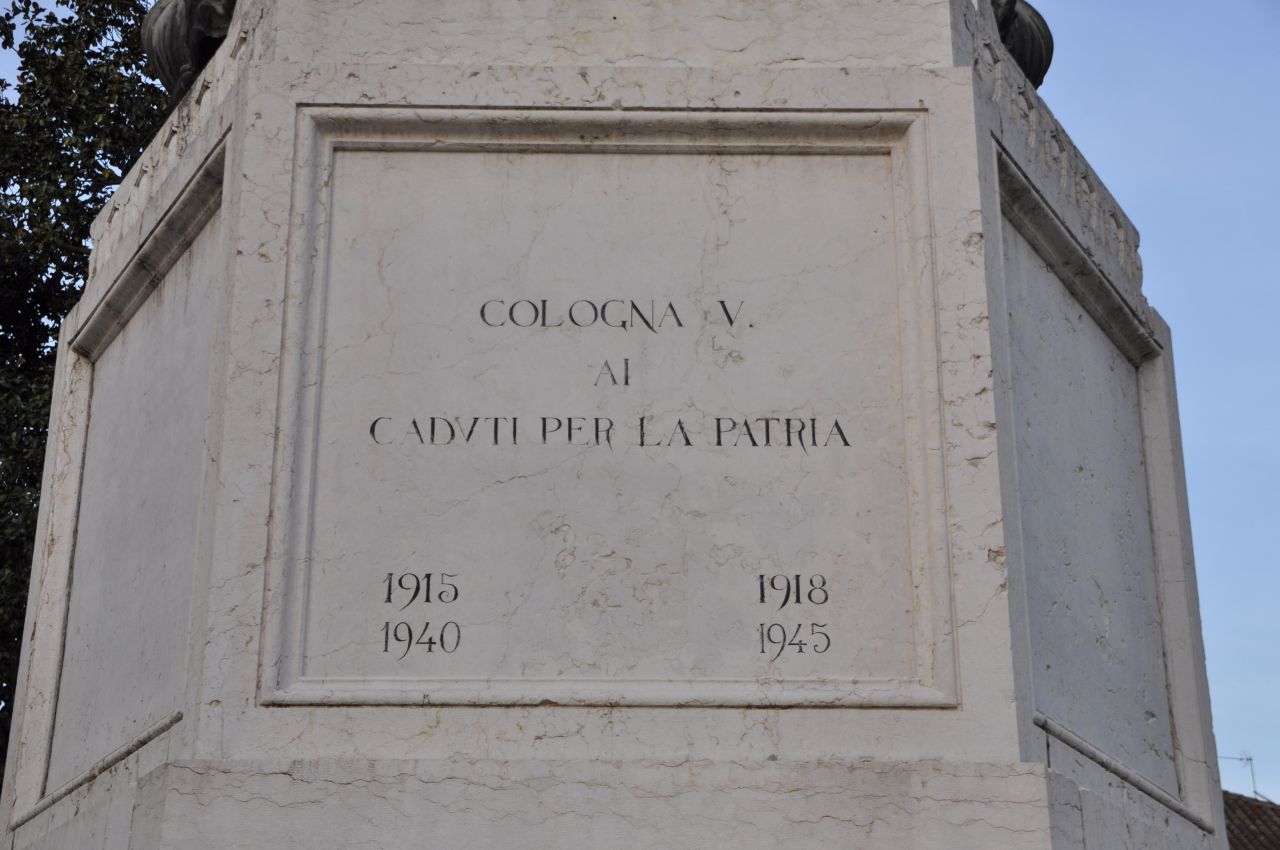 COLOGNA V.
AI
CADVTI PER LA PATRIA
1915 1918
1940 1945